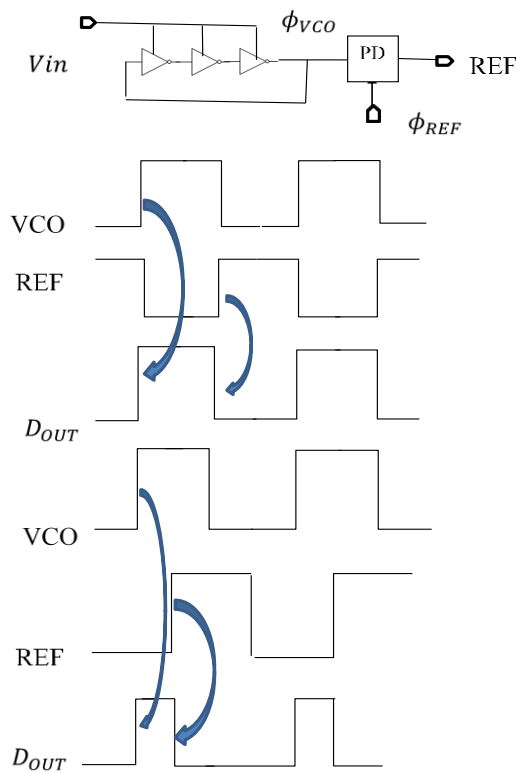 ϕVCO
PD
Vin
REF
ϕREF
VCO
REF
DOUT
VCO
REF
DOUT